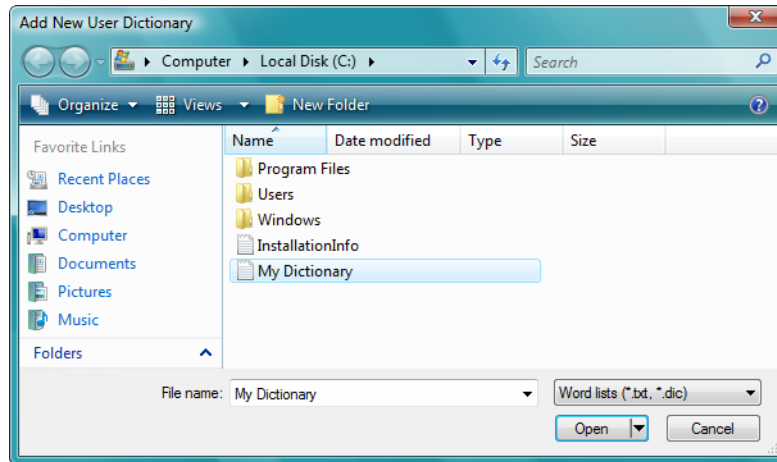 Add New User Dictionary
Computer Local Disk (C:) Search
Organize Views New Folder
Favorite Links
Recent Places
Desktop
Computer
Documents
Pictures
Music
Folders
Name Date modified Type Size
Program Files
Users
Windows
InstallationInfo
My Dictionary
File name: My Dictionary Word lists (*.txt, *.dic)
Open Cancel